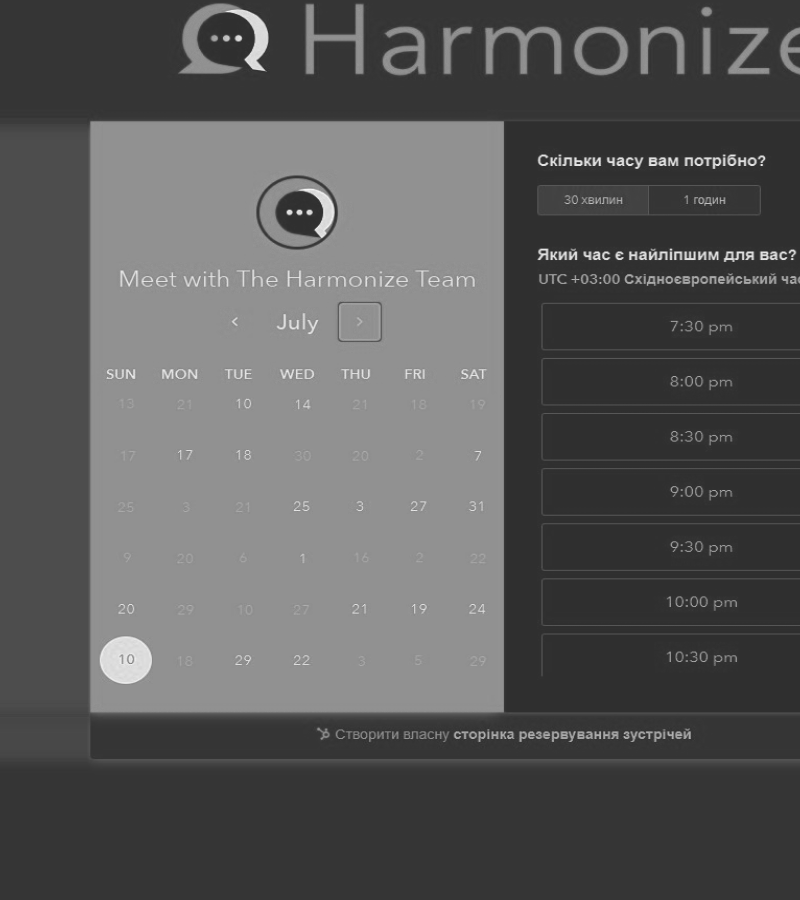 Harmonize
Meet with The Harmonize Team
July
SUN MON TUE WED THU FRI SAT
13 21 10 14 21 18 19
17 17 18 30 20 2 7
25 3 21 25 3 27 31
9 20 6 1 16 2 22
20 29 10 27 21 19 24
10 18 29 22 3 5 29
Скільки часу вам потрібно?
30 хвилин 1 годин
Який час є найліпшим для вас?
UTC +03:00 Східноєвропейський час
7:30 pm
8:00 pm
8:30 pm
9:00 pm
9:30 pm
10:00 pm
10:30 pm
Створити власну сторінка резервування зустрічей